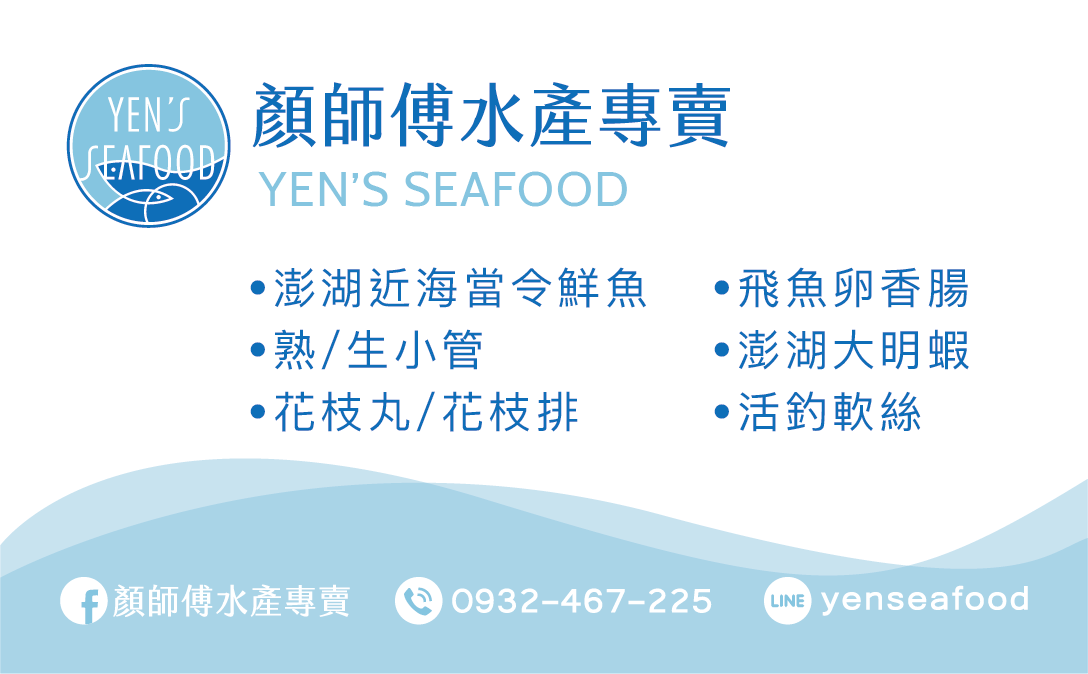 YEN'S
SEAFOOD
顏師傅水產專賣
YEN'S SEAFOOD
•澎湖近海當令鮮魚
•熟/生小管
•花枝丸/花枝排
•飛魚卵香腸
•澎湖大明蝦
•活釣軟絲
顏師傅水產專賣
0932-467-225
LINE yenseafood